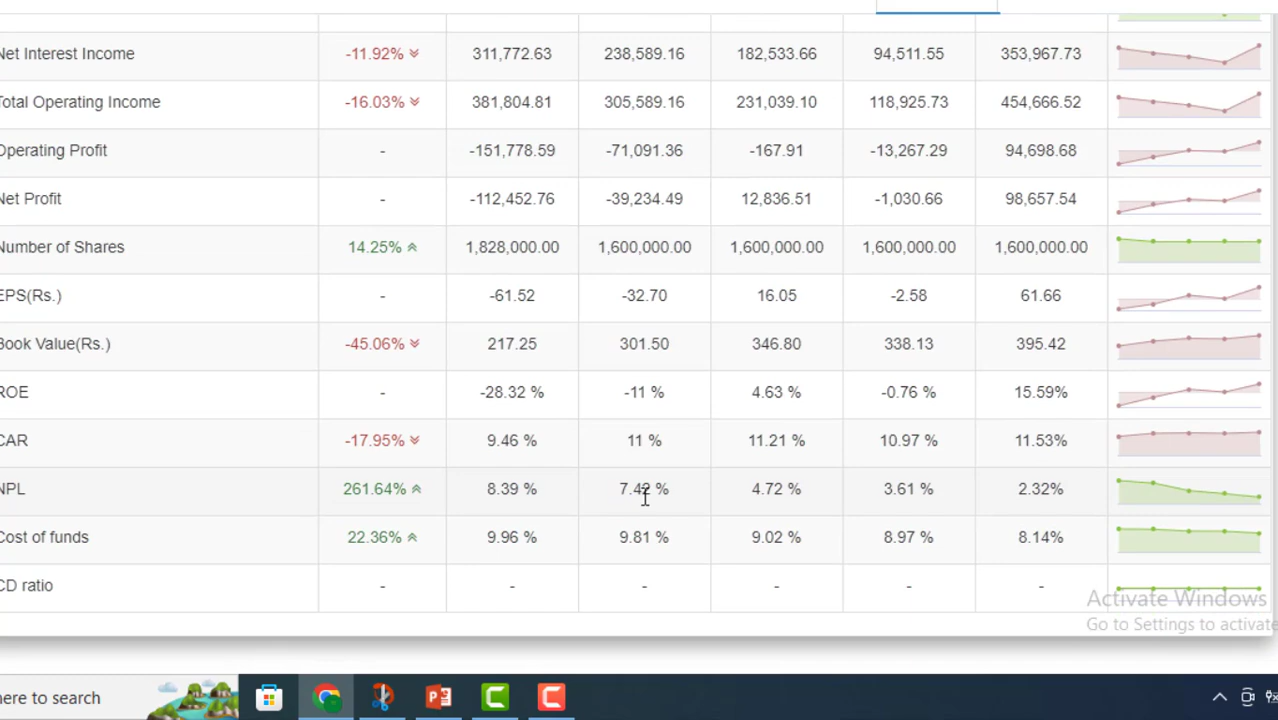 Net Interest Income -11.92% 311,772.63 238,589.16 182,533.66 94,511.55 353,967.73
Total Operating Income -16.03% 381,804.81 305,589.16 231,039.10 118,925.73 454,666.52
Operating Profit - -151,778.59 -71,091.36 -167.91 -13,267.29 94,698.68
Net Profit - -112,452.76 -39,234.49 12,836.51 -1,030.66 98,657.54
Number of Shares 14.25% 1,828,000.00 1,600,000.00 1,600,000.00 1,600,000.00 1,600,000.00
EPS(Rs.) - -61.52 -32.70 16.05 -2.58 61.66
Book Value(Rs.) -45.06% 217.25 301.50 346.80 338.13 395.42
ROE - -28.32 % -11 % 4.63 % -0.76 % 15.59%
CAR -17.95% 9.46 % 11 % 11.21 % 10.97 % 11.53%
NPL 261.64% 8.39 % 7.42 % 4.72 % 3.61 % 2.32%
Cost of funds 22.36% 9.96 % 9.81 % 9.02 % 8.97 % 8.14%
CD ratio - - - - - -
Activate Windows
Go to Settings to activate
here to search